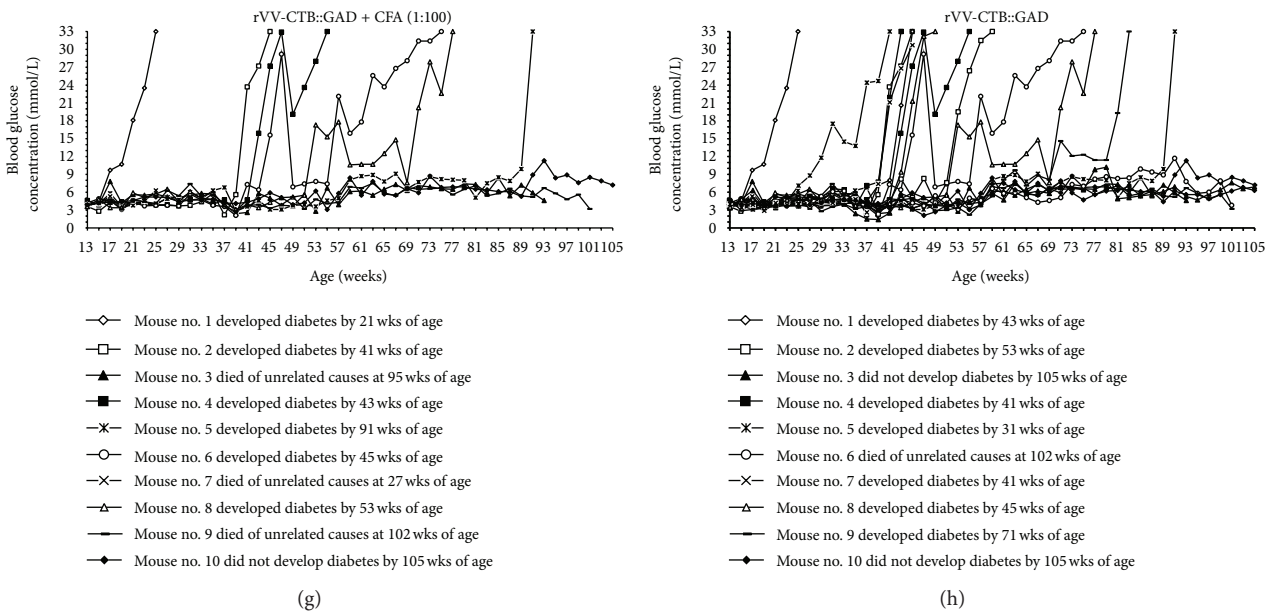 rVV-CTB::GAD + CFA (1:100)
Blood glucose
concentration (mmol/L)
33
30
27
24
21
18
15
12
9
6
3
0
13 17 21 25 29 33 37 41 45 49 53 57 61 65 69 73 77 81 85 89 93 97 101 105
Age (weeks)
Mouse no. 1 developed diabetes by 21 wks of age
Mouse no. 2 developed diabetes by 41 wks of age
Mouse no. 3 died of unrelated causes at 95 wks of age
Mouse no. 4 developed diabetes by 43 wks of age
Mouse no. 5 developed diabetes by 91 wks of age
Mouse no. 6 developed diabetes by 45 wks of age
Mouse no. 7 died of unrelated causes at 27 wks of age
Mouse no. 8 developed diabetes by 53 wks of age
Mouse no. 9 died of unrelated causes at 102 wks of age
Mouse no. 10 did not develop diabetes by 105 wks of age
(g)
rVV-CTB::GAD
Blood glucose
concentration (mmol/L)
33
30
27
24
21
18
15
12
9
6
3
0
13 17 21 25 29 33 37 41 45 49 53 57 61 65 69 73 77 81 85 89 93 97 101 105
Age (weeks)
Mouse no. 1 developed diabetes by 43 wks of age
Mouse no. 2 developed diabetes by 53 wks of age
Mouse no. 3 did not develop diabetes by 105 wks of age
Mouse no. 4 developed diabetes by 41 wks of age
Mouse no. 5 developed diabetes by 31 wks of age
Mouse no. 6 died of unrelated causes at 102 wks of age
Mouse no. 7 developed diabetes by 41 wks of age
Mouse no. 8 developed diabetes by 45 wks of age
Mouse no. 9 developed diabetes by 71 wks of age
Mouse no. 10 did not develop diabetes by 105 wks of age
(h)